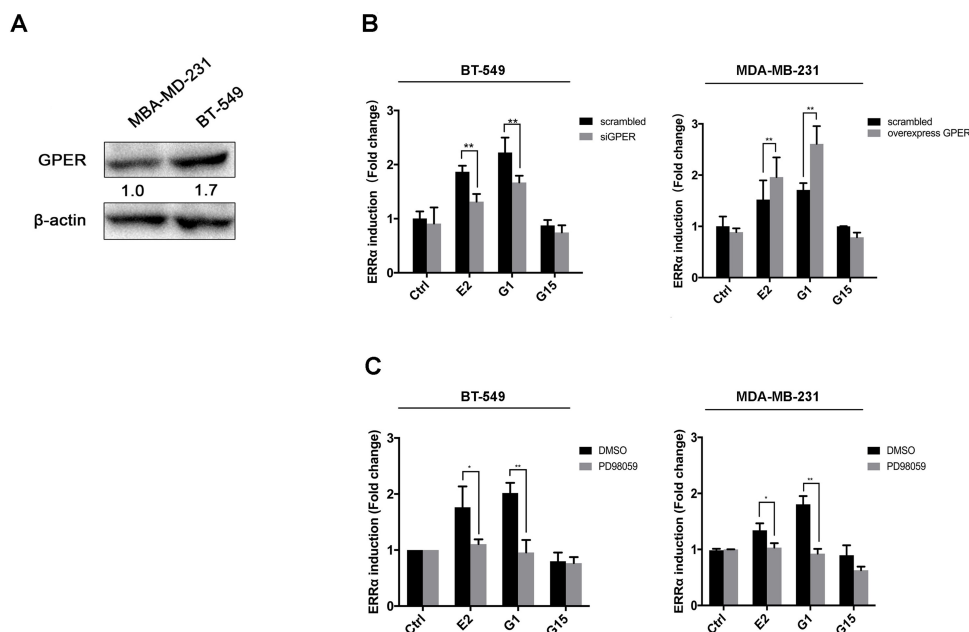 A
MBA-MD-231
BT-549
GPER
1.0
1.7
β-actin
B
BT-549
ERRα induction (Fold change)
3
2
1
0
**
**
scrambled
siGPER
Ctrl
E2
G1
G15
MDA-MB-231
ERRα induction (Fold change)
3
2
1
0
**
**
scrambled
overexpress GPER
Ctrl
E2
G1
G15
C
BT-549
ERRα induction (Fold change)
3
2
1
0
*
**
DMSO
PD98059
Ctrl
E2
G1
G15
MDA-MB-231
ERRα induction (Fold change)
3
2
1
0
*
**
DMSO
PD98059
Ctrl
E2
G1
G15